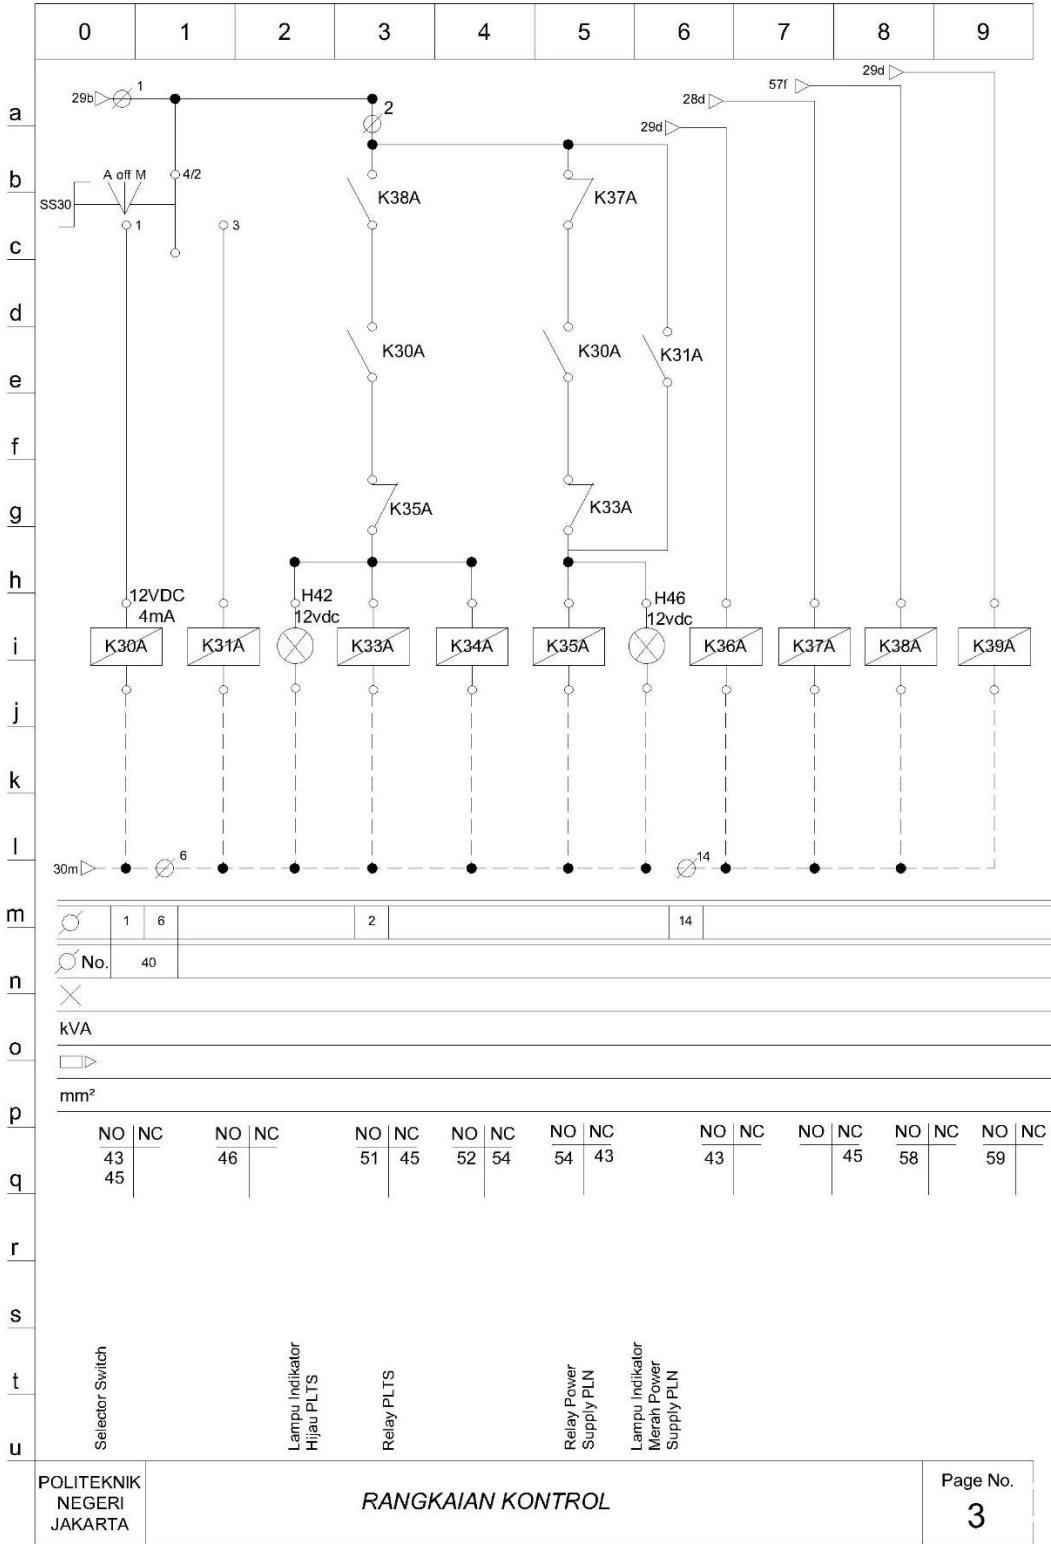 0 1 2 3 4 5 6 7 8 9
29d
57f
29b 1
28d
a
2
29d
b
A off M
4/2
K38A
K37A
SS30
1
3
c
d
K30A
K30A
K31A
e
f
g
K35A
K33A
h
12VDC
4mA
H42
12vdc
H46
12vdc
i
K30A K31A K33A K34A K35A K36A K37A K38A K39A
j
k
l
30m 6 14
m
1 6 2 14
No. 40
n
kVA
o
mm²
p
NO NC NO NC NO NC NO NC NO NC NO NC NO NC NO NC NO NC
43 46 51 45 52 54 54 43 43 45 58 59
45
q
r
s
t
u
Selector Switch
Lampu Indikator
Hijau PLTS
Relay PLTS
Relay Power
Supply PLN
Lampu Indikator
Merah Power
Supply PLN
POLITEKNIK
NEGERI
JAKARTA
RANGKAIAN KONTROL
Page No.
3